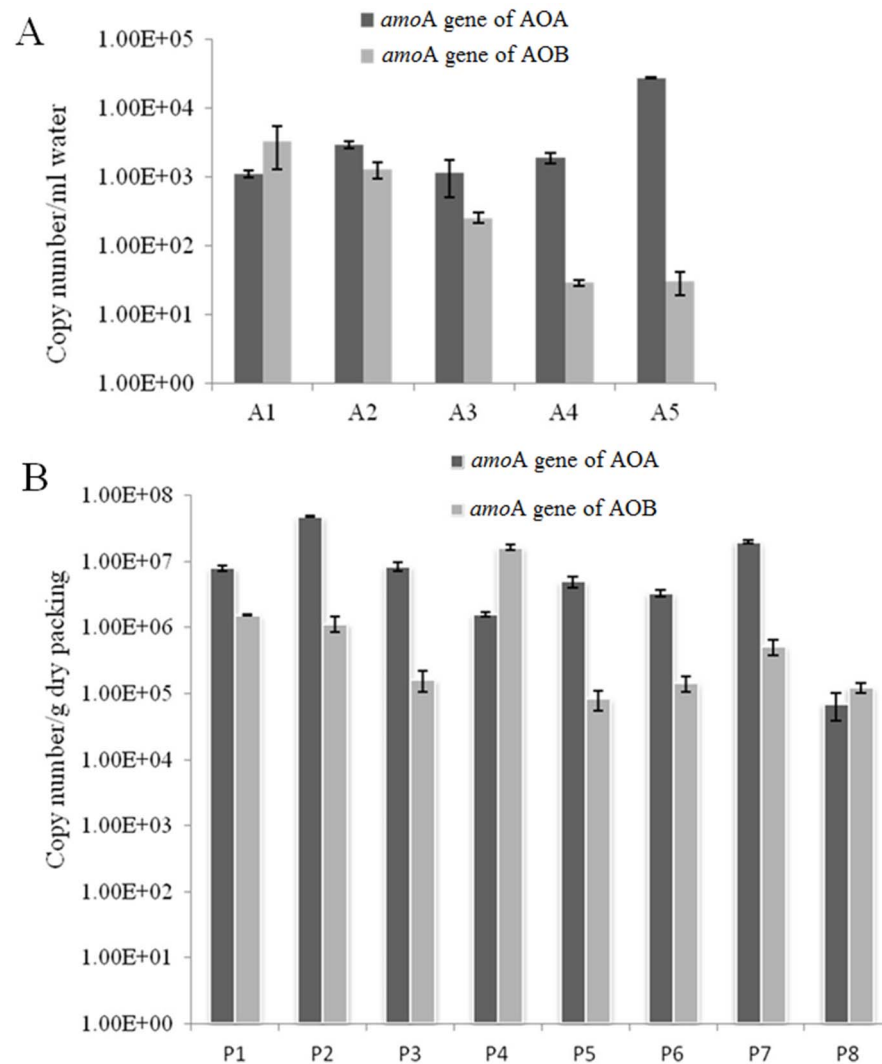 A
amoA gene of AOA
amoA gene of AOB
Copy number/ml water
1.00E+05
1.00E+04
1.00E+03
1.00E+02
1.00E+01
1.00E+00
A1 A2 A3 A4 A5
B
amoA gene of AOA
amoA gene of AOB
Copy number/g dry packing
1.00E+08
1.00E+07
1.00E+06
1.00E+05
1.00E+04
1.00E+03
1.00E+02
1.00E+01
1.00E+00
P1 P2 P3 P4 P5 P6 P7 P8